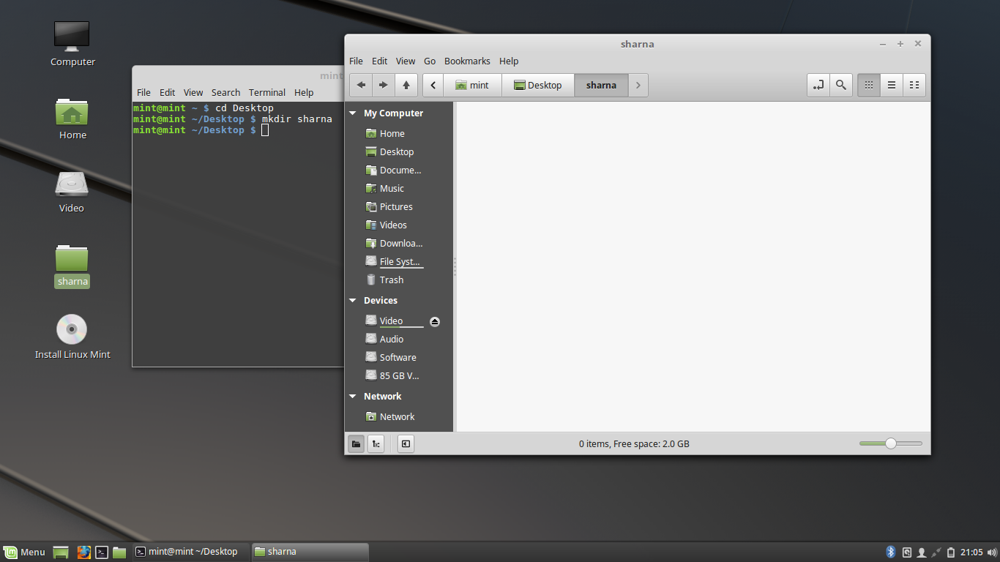 Computer
Home
Video
sharna
Install Linux Mint
mint
File Edit View Search Terminal Help
mint@mint ~ $ cd Desktop
mint@mint ~/Desktop $ mkdir sharna
mint@mint ~/Desktop $
sharna
File Edit View Go Bookmarks Help
mint Desktop sharna
My Computer
Home
Desktop
Docume...
Music
Pictures
Videos
Downloa...
File Syst...
Trash
Devices
Video
Audio
Software
85 GB V...
Network
Network
0 items, Free space: 2.0 GB
Menu mint@mint ~/Desktop sharna 21:05